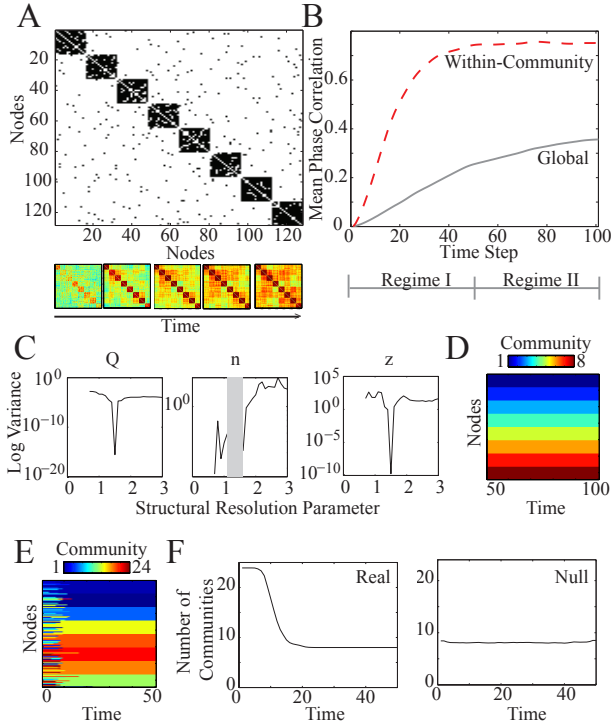 A
B
20
40
60
80
100
120
Nodes
20 40 60 80 100 120
Nodes
Time
0.8
0.4
0
Mean Phase Correlation
Within-Community
Global
0 20 40 60 80 100
Time Step
Regime I Regime II
C
Q n z
Log Variance
10^0
10^-10
10^-20
10^0
10^5
10^0
10^-5
10^-10
0 1 2 3
0 1 2 3
0 1 2 3
Structural Resolution Parameter
D
Community
1 8
Nodes
50 100
Time
E
Community
1 24
Nodes
0 50
Time
F
Number of
Communities
20
10
0
Real
0 20 40
Time
20
10
0
Null
0 20 40
Time